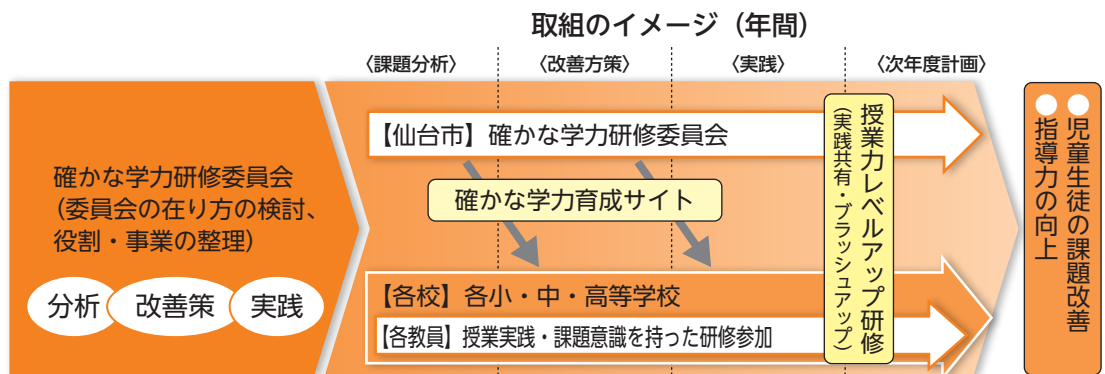 取組のイメージ（年間）
〈課題分析〉
〈改善方策〉
〈実践〉
〈次年度計画〉
確かな学力研修委員会
（委員会の在り方の検討、
役割・事業の整理）
分析
改善策
実践
【仙台市】確かな学力研修委員会
確かな学力育成サイト
【各校】各小・中・高等学校
【各教員】授業実践・課題意識を持った研修参加
授業力レベルアップ研修
（実践共有・ブラッシュアップ）
●児童生徒の課題改善
●指導力の向上